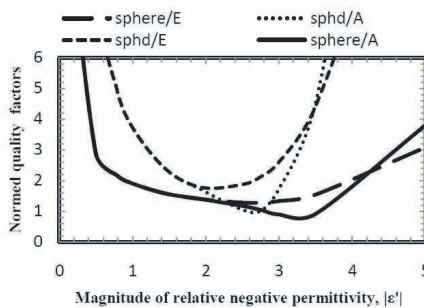 sphere/E
sphd/A
sphd/E
sphere/A
Normed quality factors
6
5
4
3
2
1
0
0 1 2 3 4 5
Magnitude of relative negative permittivity, |ε'|